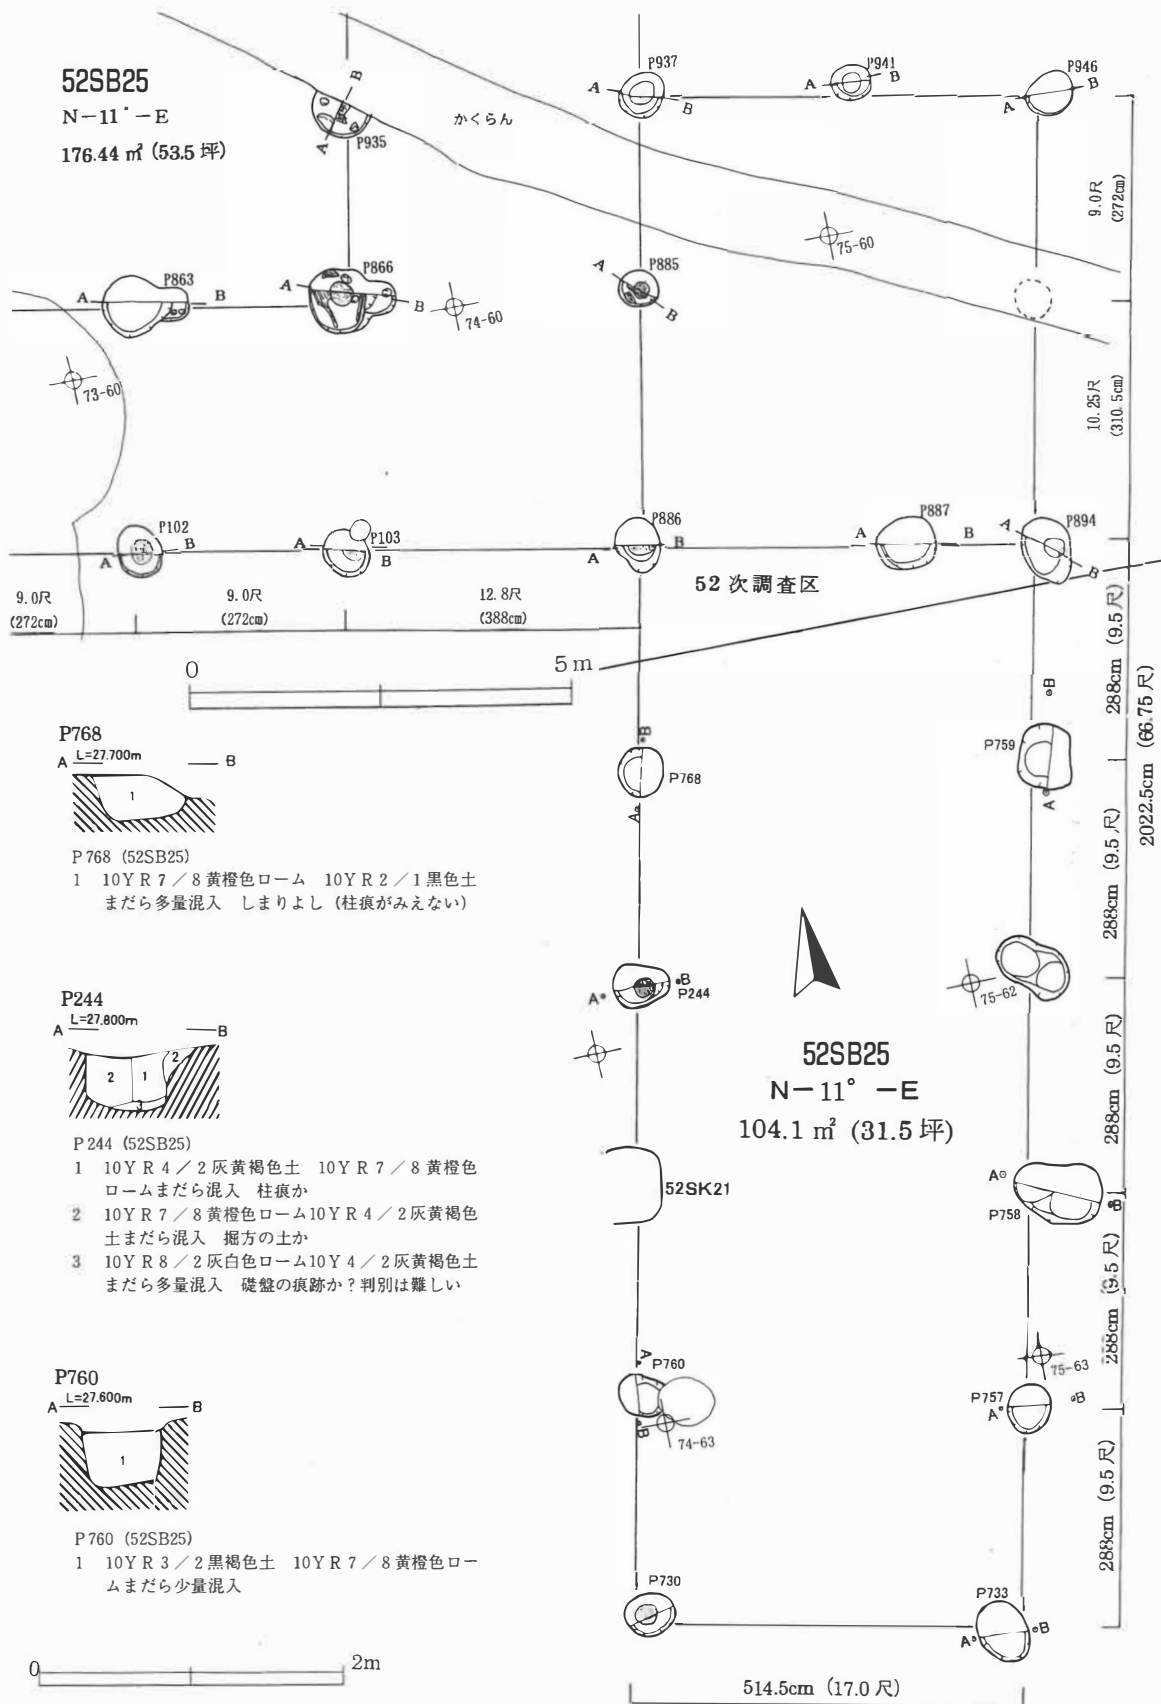 52SB25
N-11°-E
176.44㎡ (53.5坪)
B
A
P935
かくらん
P937
A
B
P941
A
B
P946
A
B
9.0尺
(272cm)
75-60
P863
A
B
P866
A
B
74-60
P885
A
B
73-60
10.25尺
(310.5cm)
P102
A
B
P103
A
B
P886
A
B
P887
A
B
P894
A
B
52次調査区
9.0尺
(272cm)
9.0尺
(272cm)
12.8尺
(388cm)
0
5m
288cm (9.5尺)
2022.5cm (66.75尺)
P768
A
L=27.700m
B
1
P768 (52SB25)
1 10YR7/8黄橙色ローム 10YR2/1黒色土
まだら多量混入 しまりよし (柱痕がみえない)
B
P768
A
B
P759
A
288cm (9.5尺)
P244
A
L=27.800m
B
2
1
2
3
P244 (52SB25)
1 10YR4/2灰黄褐色土 10YR7/8黄橙色
ロームまだら混入 柱痕か
2 10YR7/8黄橙色ローム10YR4/2灰黄褐色
土まだら混入 掘方の土か
3 10YR8/2灰白色ローム10Y4/2灰黄褐色土
まだら多量混入 礎盤の痕跡か?判別は難しい
A
B
P244
75-62
288cm (9.5尺)
52SB25
N-11°-E
104.1㎡ (31.5坪)
52SK21
A
P758
B
288cm (9.5尺)
P760
A
L=27.600m
B
1
P760 (52SB25)
1 10YR3/2黒褐色土 10YR7/8黄橙色ロー
ムまだら少量混入
A
P760
B
74-63
75-63
P757
A
B
288cm (9.5尺)
P730
P733
A
B
0
2m
514.5cm (17.0尺)